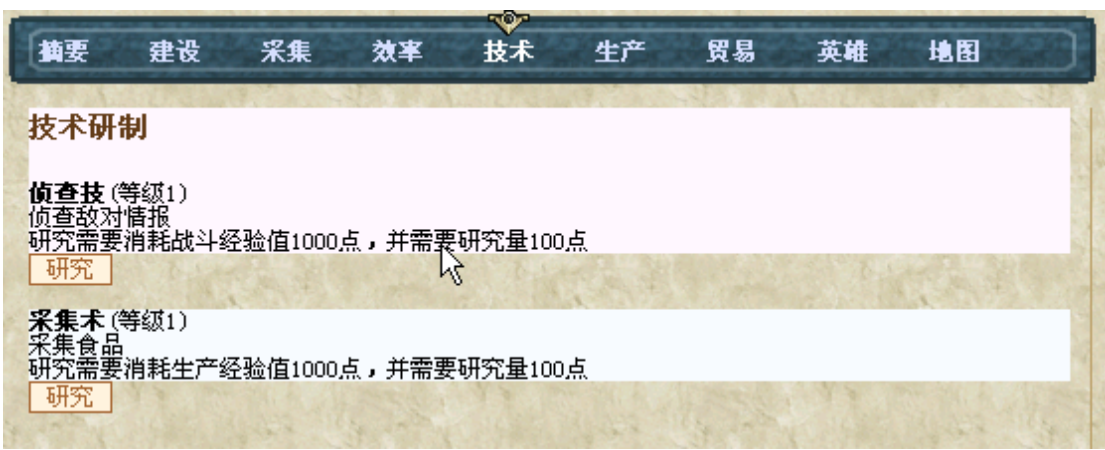 摘要 建设 采集 效率 技术 生产 贸易 英雄 地图
技术研制
侦查技(等级1)
侦查敌对情报
研究需要消耗战斗经验值1000点，并需要研究量100点
研究
采集术(等级1)
采集食品
研究需要消耗生产经验值1000点，并需要研究量100点
研究